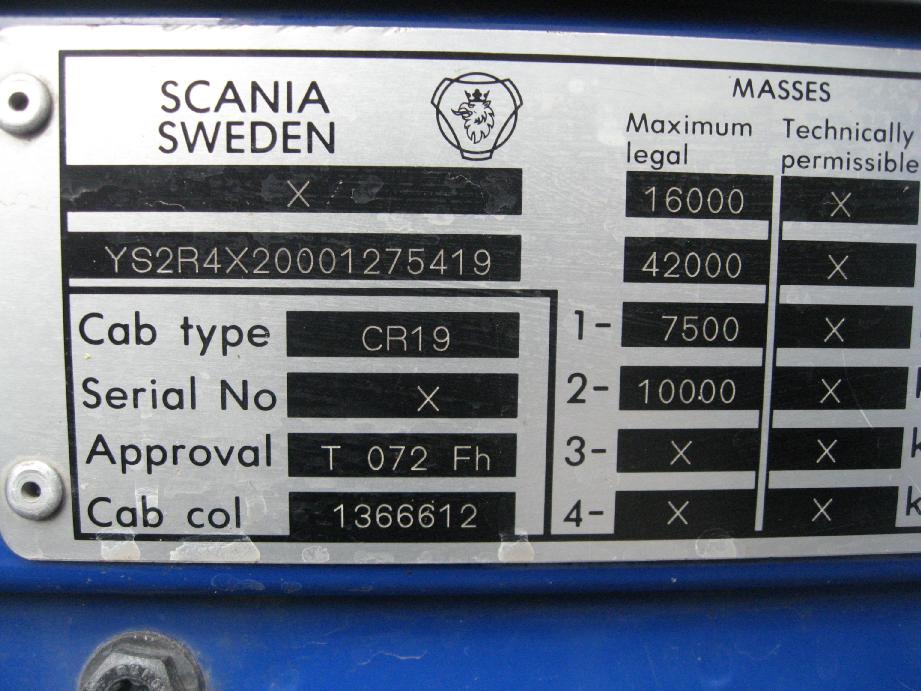 SCANIA
SWEDEN
MASSES
Maximum legal
Technically permissible
X
16000 X
YS2R4X20001275419
42000 X
Cab type CR19
1- 7500 X
Serial No X
2- 10000 X
Approval T 072 Fh
3- X X
Cab col 1366612
4- X X